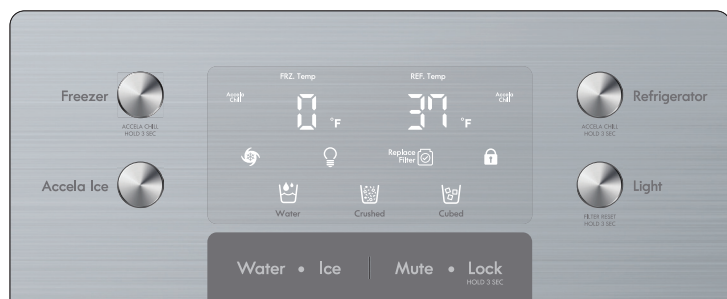 FRZ. Temp
REF. Temp
Freezer
ACCELA CHILL
HOLD 3 SEC
Accela
Chill
0 °F
37 °F
Accela
Chill
Refrigerator
ACCELA CHILL
HOLD 3 SEC
Replace
Filter
Accela Ice
Water
Crushed
Cubed
Light
FILTER RESET
HOLD 3 SEC
Water • Ice
Mute • Lock
HOLD 3 SEC